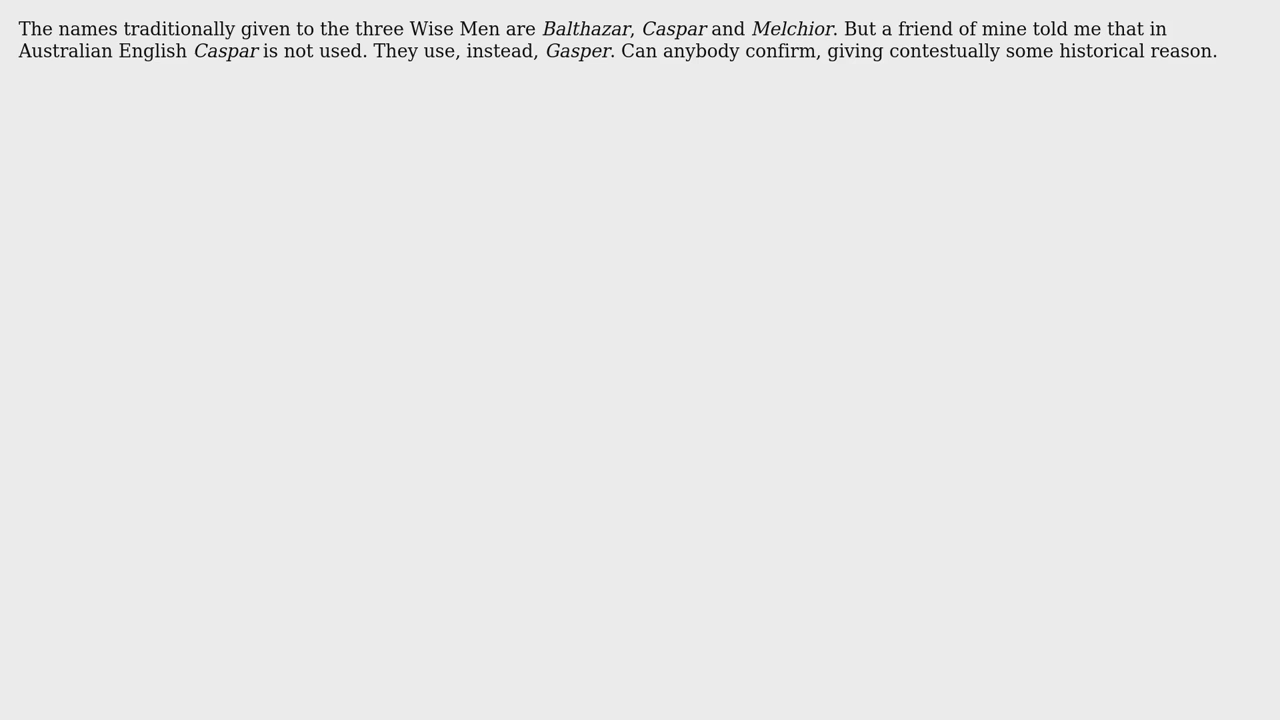 The names traditionally given to the three Wise Men are Balthazar, Caspar and Melchior. But a friend of mine told me that in
Australian English Caspar is not used. They use, instead, Gasper. Can anybody confirm, giving contestually some historical reason.